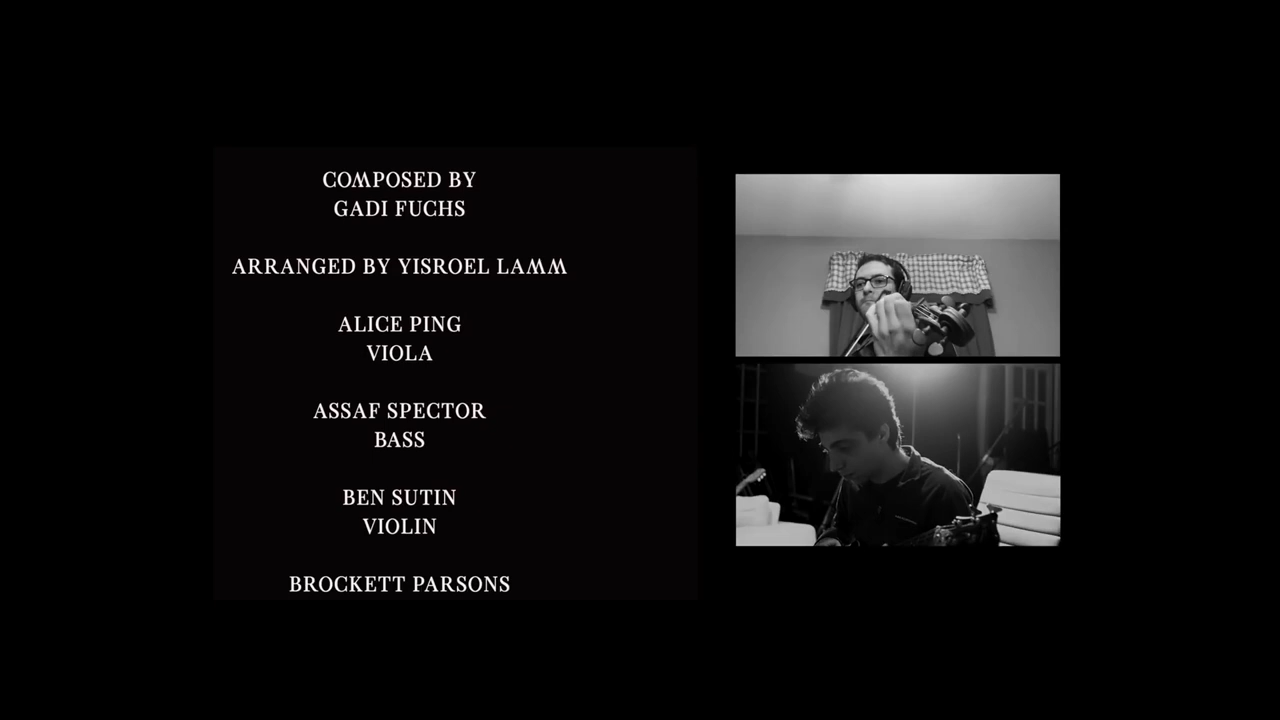 COMPOSED BY
GADI FUCHS
ARRANGED BY YISROEL LAMM
ALICE PING
VIOLA
ASSAF SPECTOR
BASS
BEN SUTIN
VIOLIN
BROCKETT PARSONS